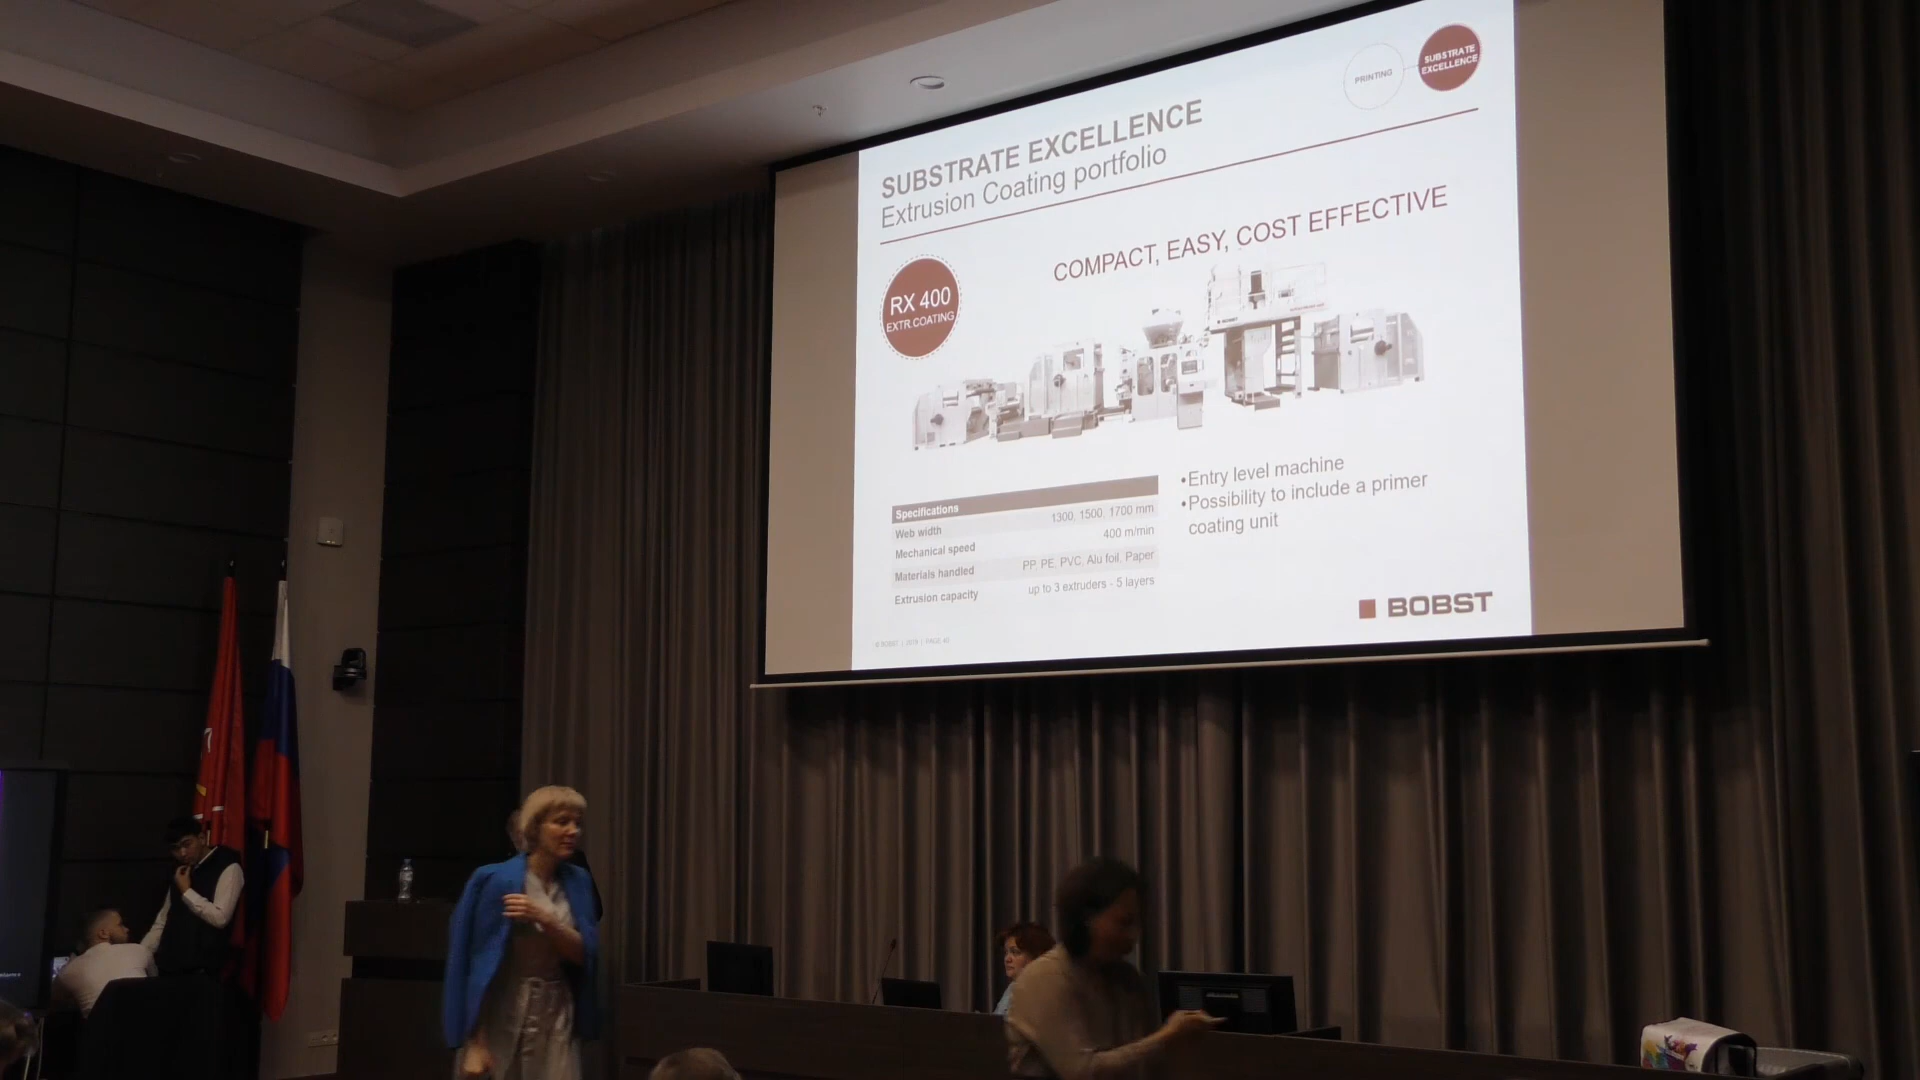 PRINTING
SUBSTRATE
EXCELLENCE
SUBSTRATE EXCELLENCE
Extrusion Coating portfolio
COMPACT, EASY, COST EFFECTIVE
RX 400
EXTR.COATING
BOBST
Specifications
Web width 1300, 1500, 1700 mm
Mechanical speed 400 m/min
Materials handled PP, PE, PVC, Alu foil, Paper
Extrusion capacity up to 3 extruders - 5 layers
•Entry level machine
•Possibility to include a primer
coating unit
BOBST